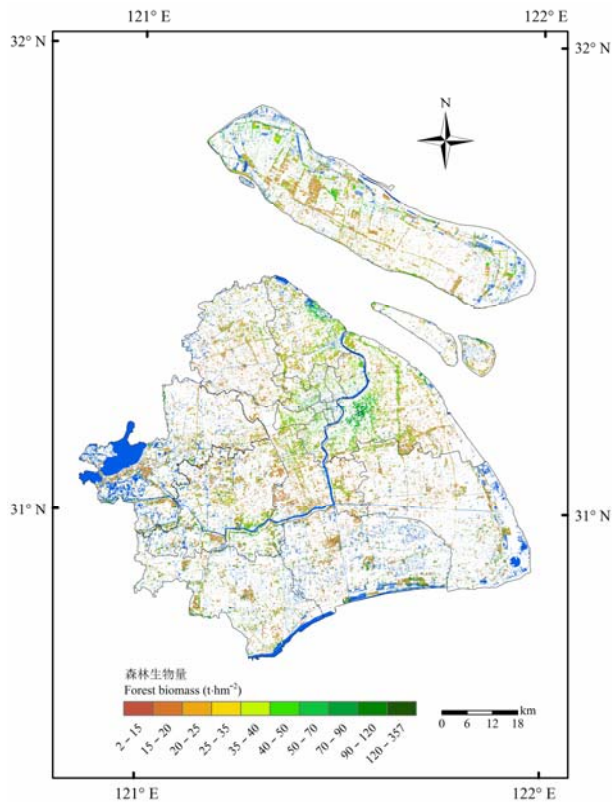 121° E 122° E
32° N 32° N
N
31° N 31° N
森林生物量
Forest biomass (t·hm⁻²)
km
0 6 12 18
2 – 15 15 – 20 20 – 25 25 – 35 35 – 40 40 – 50 50 – 70 70 – 90 90 – 120 120 – 357
121° E 122° E